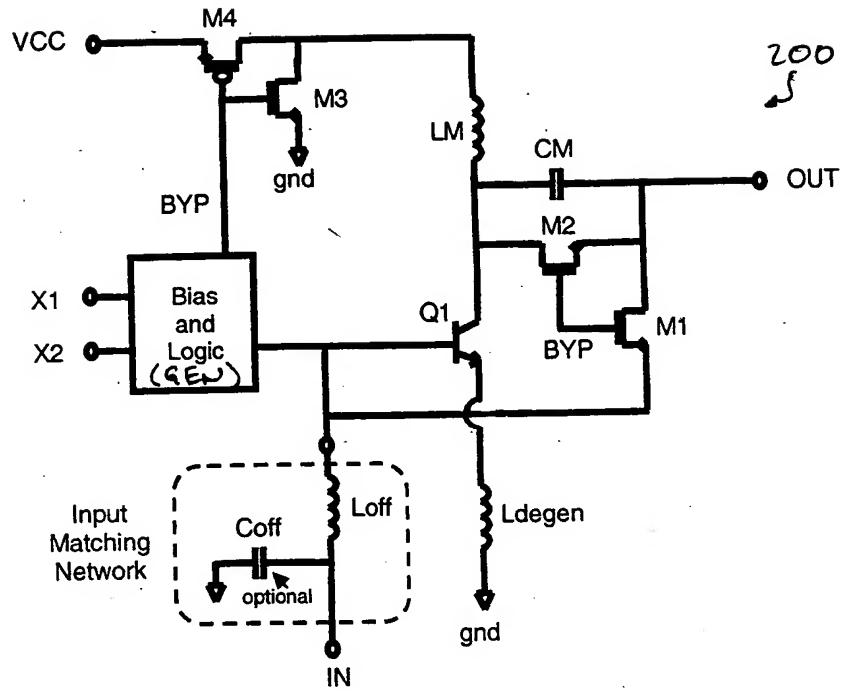 M4
VCC
200
M3
LM
gnd
CM
OUT
BYP
M2
X1
Bias
and
Logic
(GEN)
X2
Q1
M1
BYP
Input
Matching
Network
Loff
Coff
optional
Ldegen
gnd
IN